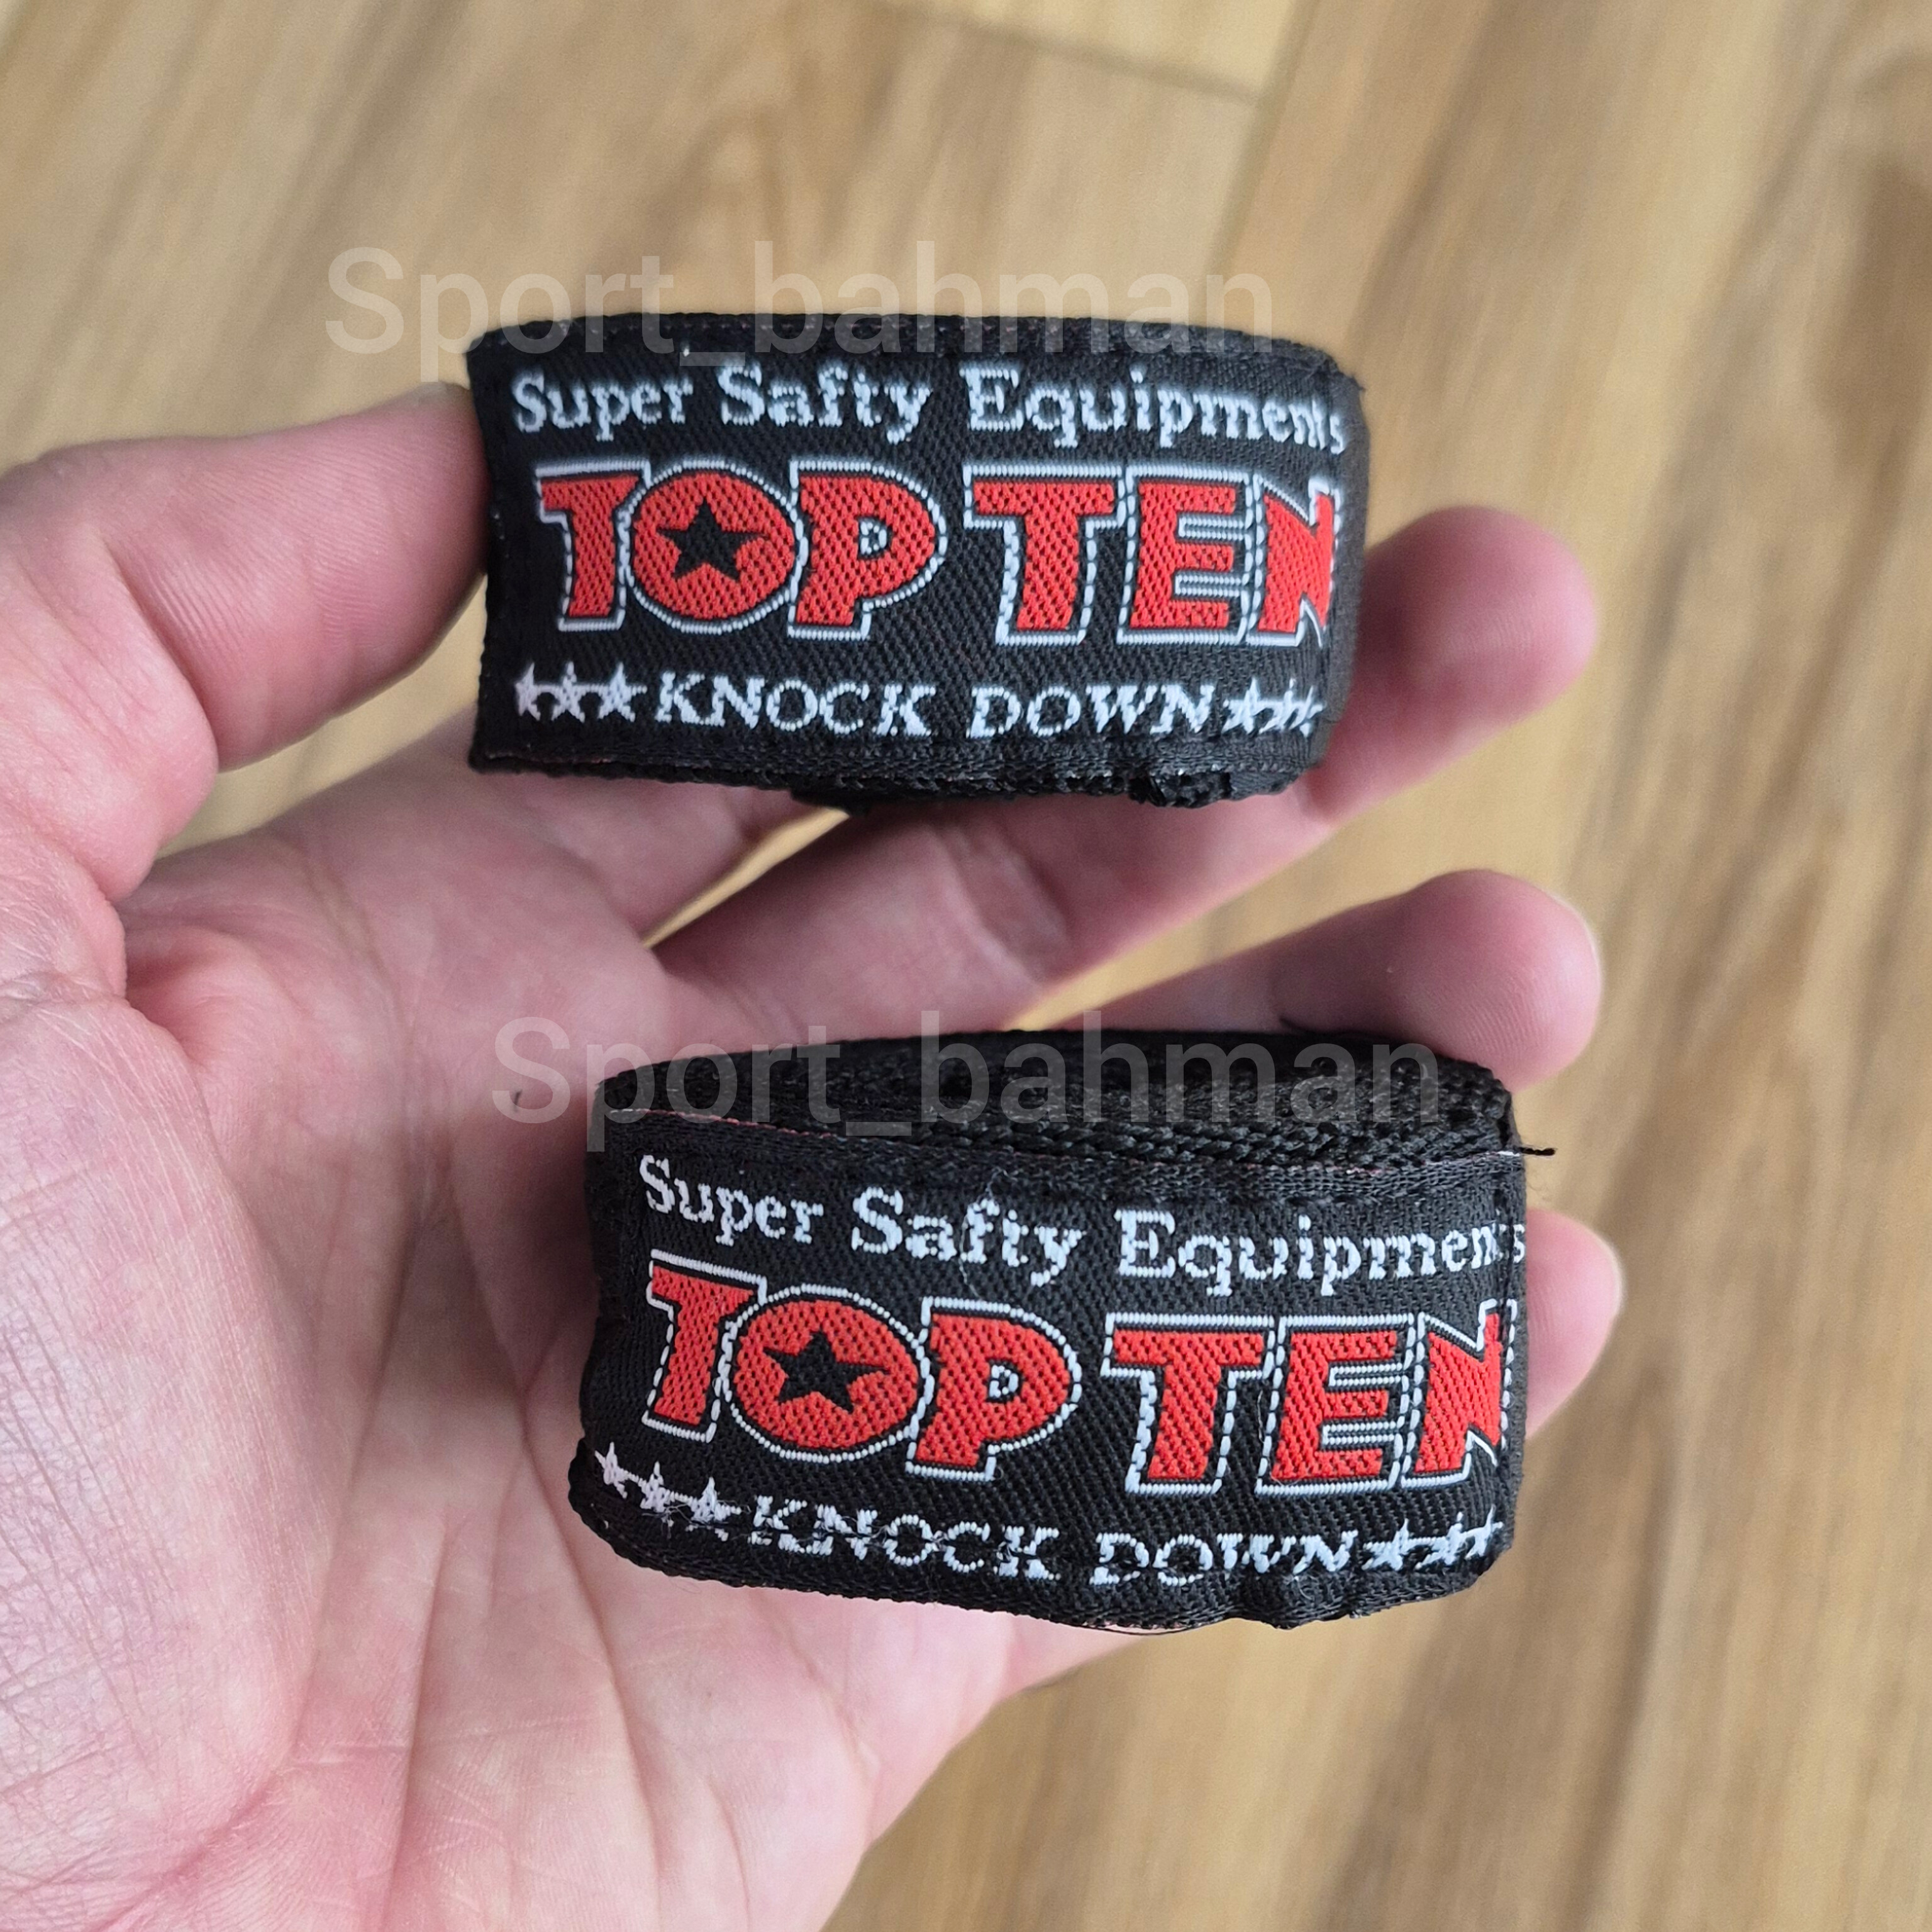 Sport_bahman
Super Safty Equipments
TOP TEN
★★★KNOCK DOWN★★★
Sport_bahman
Super Safty Equipments
TOP TEN
★★★KNOCK DOWN★★★